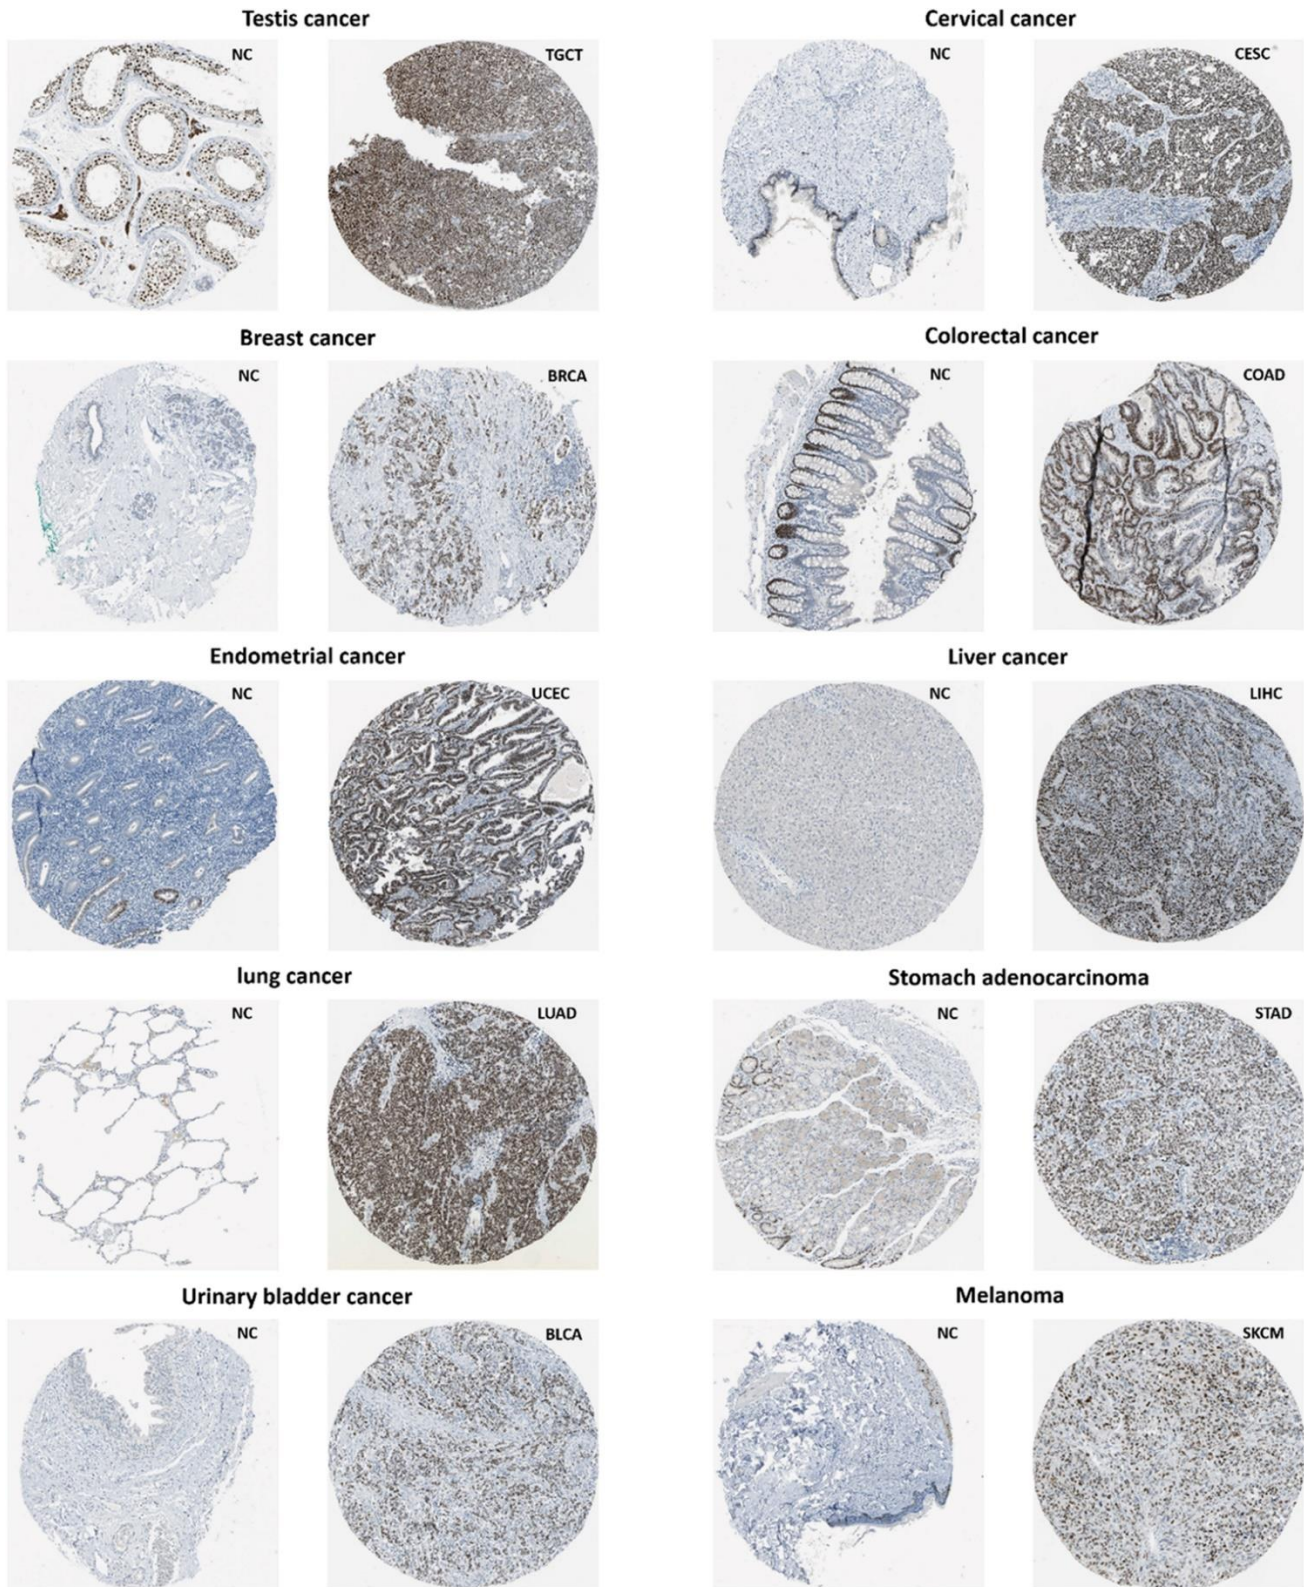 Testis cancer
NC
TGCT
Cervical cancer
NC
CESC
Breast cancer
NC
BRCA
Colorectal cancer
NC
COAD
Endometrial cancer
NC
UCEC
Liver cancer
NC
LIHC
lung cancer
NC
LUAD
Stomach adenocarcinoma
NC
STAD
Urinary bladder cancer
NC
BLCA
Melanoma
NC
SKCM